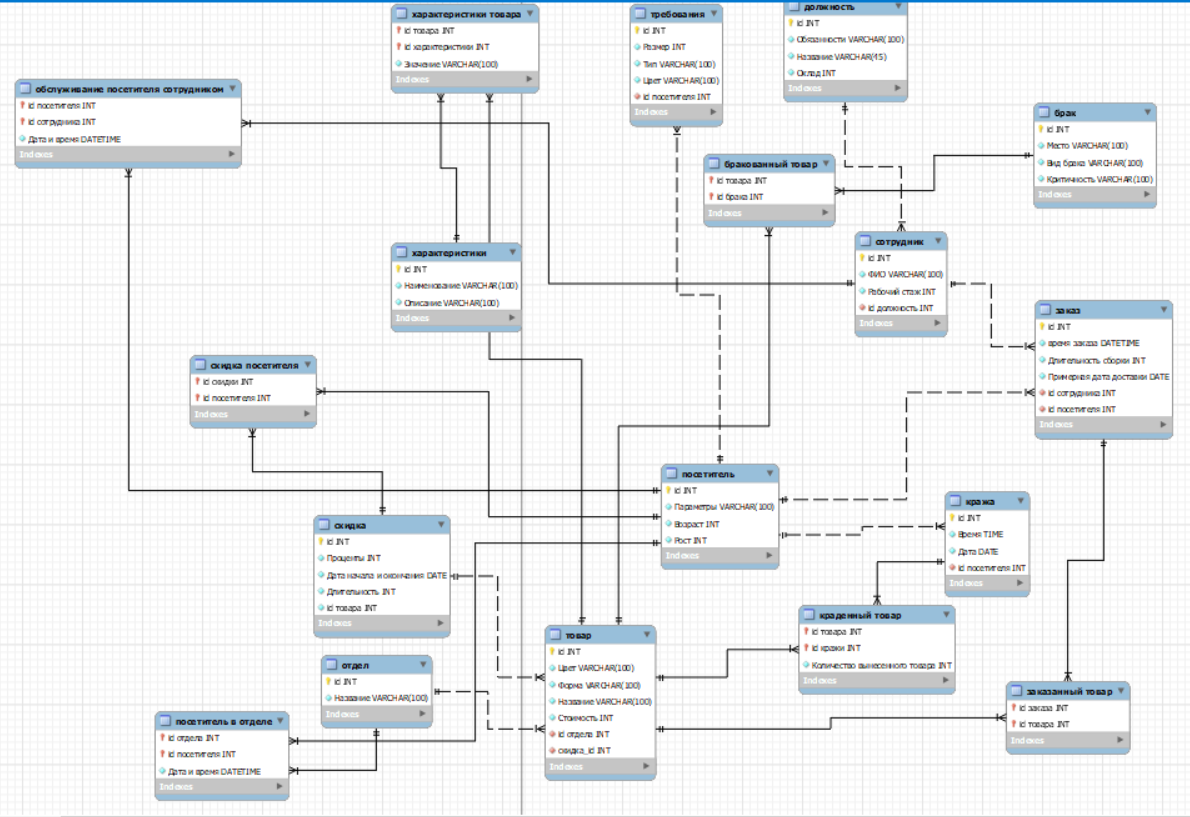 характеристики товара
id товара INT
id характеристики INT
Значение VARCHAR(100)
Indexes
требования
id INT
Размер INT
Тип VARCHAR(100)
Цвет VARCHAR(100)
id посетителя INT
Indexes
должность
id INT
Обязанности VARCHAR(100)
Название VARCHAR(45)
Оклад INT
Indexes
обслуживание посетителя сотрудником
id посетителя INT
id сотрудника INT
Дата и время DATETIME
Indexes
брак
id INT
Место VARCHAR(100)
Вид брака VARCHAR(100)
Критичность VARCHAR(100)
Indexes
бракованный товар
id товара INT
id брака INT
Indexes
характеристики
id INT
Наименование VARCHAR(100)
Описание VARCHAR(100)
Indexes
сотрудник
id INT
ФИО VARCHAR(100)
Рабочий стаж INT
id должность INT
Indexes
заказ
id INT
время заказа DATETIME
Длительность сборки INT
Примерная дата доставки DATE
id сотрудника INT
id посетителя INT
Indexes
скидка посетителя
id скидки INT
id посетителя INT
Indexes
посетитель
id INT
Параметры VARCHAR(100)
Возраст INT
Рост INT
Indexes
кража
id INT
Время TIME
Дата DATE
id посетителя INT
Indexes
скидка
id INT
Проценты INT
Дата начала и окончания DATE
Длительность INT
id товара INT
Indexes
краденный товар
id товара INT
id кражи INT
Количество вынесенного товара INT
Indexes
товар
id INT
Цвет VARCHAR(100)
Форма VARCHAR(100)
Название VARCHAR(100)
Стоимость INT
id отдела INT
скидка_id INT
Indexes
отдел
id INT
Название VARCHAR(100)
Indexes
заказанный товар
id заказа INT
id товара INT
Indexes
посетитель в отделе
id отдела INT
id посетителя INT
Дата и время DATETIME
Indexes